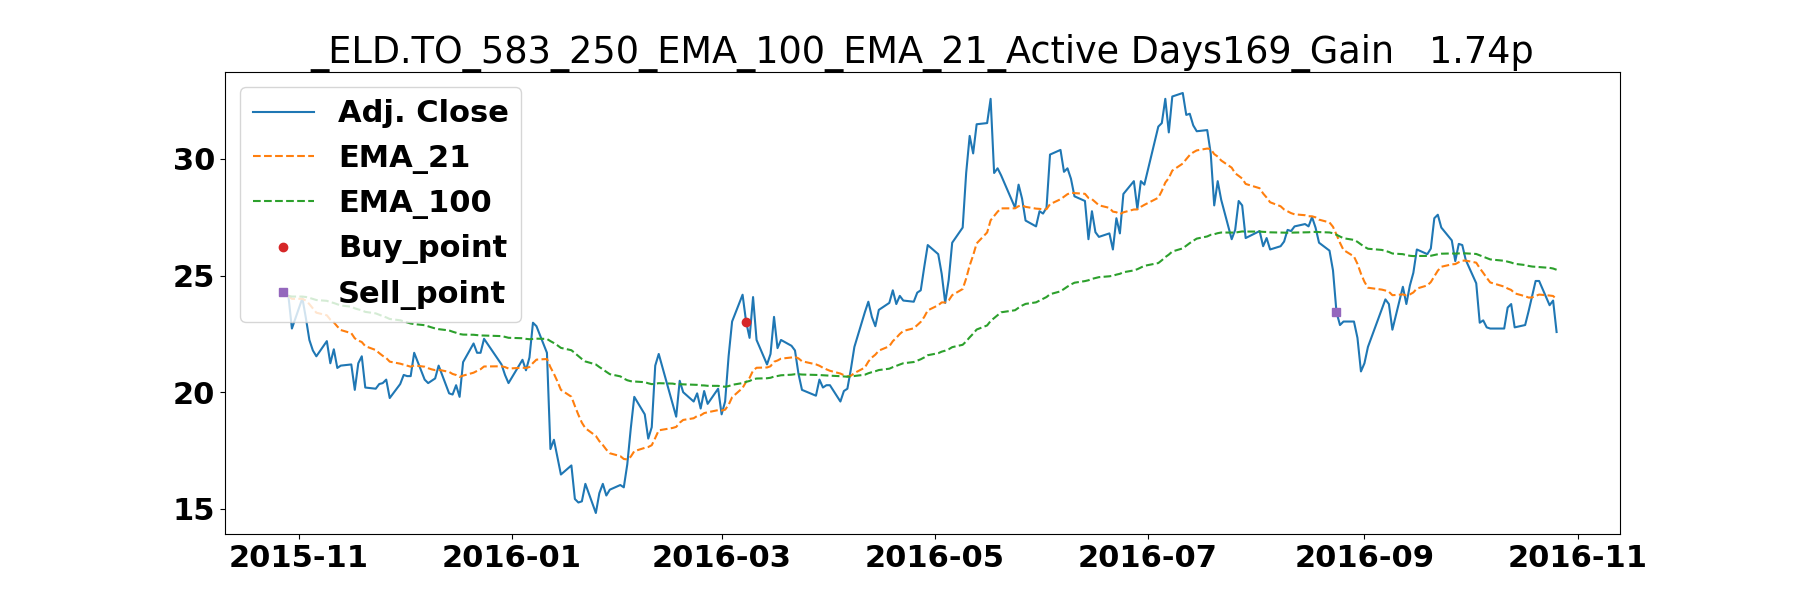 _ELD.TO_583_250_EMA_100_EMA_21_Active Days169_Gain   1.74p
Adj. Close
EMA_21
EMA_100
Buy_point
Sell_point
30
25
20
15
2015-11 2016-01 2016-03 2016-05 2016-07 2016-09 2016-11